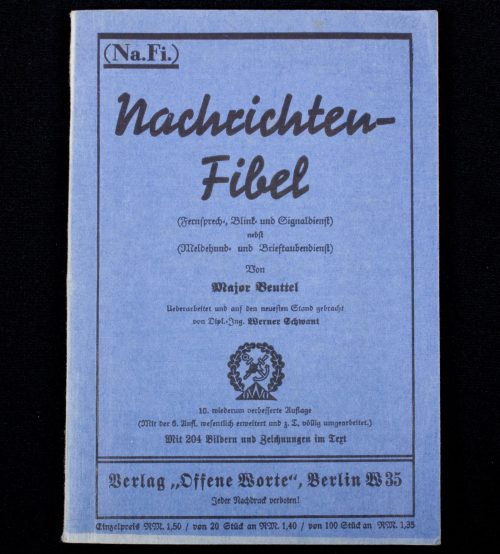 (Na.Fi.)
Nachrichten-
Fibel
(Fernsprech-, Blink- und Signaldienst)
nebst
(Meldehund- und Brieftaubendienst)
Von
Major Beuttel
Ueberarbeitet und auf den neuesten Stand gebracht
von Dipl.-Ing. Werner Schwant
10. wiederum verbesserte Auflage
(Mit der 6. Aufl. wesentlich erweitert und z. T. völlig umgearbeitet.)
Mit 204 Bildern und Zeichnungen im Text
Verlag „Offene Worte", Berlin W 35
Jeder Nachdruck verboten!
Einzelpreis RM. 1,50 / von 20 Stück an RM. 1,40 / von 100 Stück an RM. 1,35